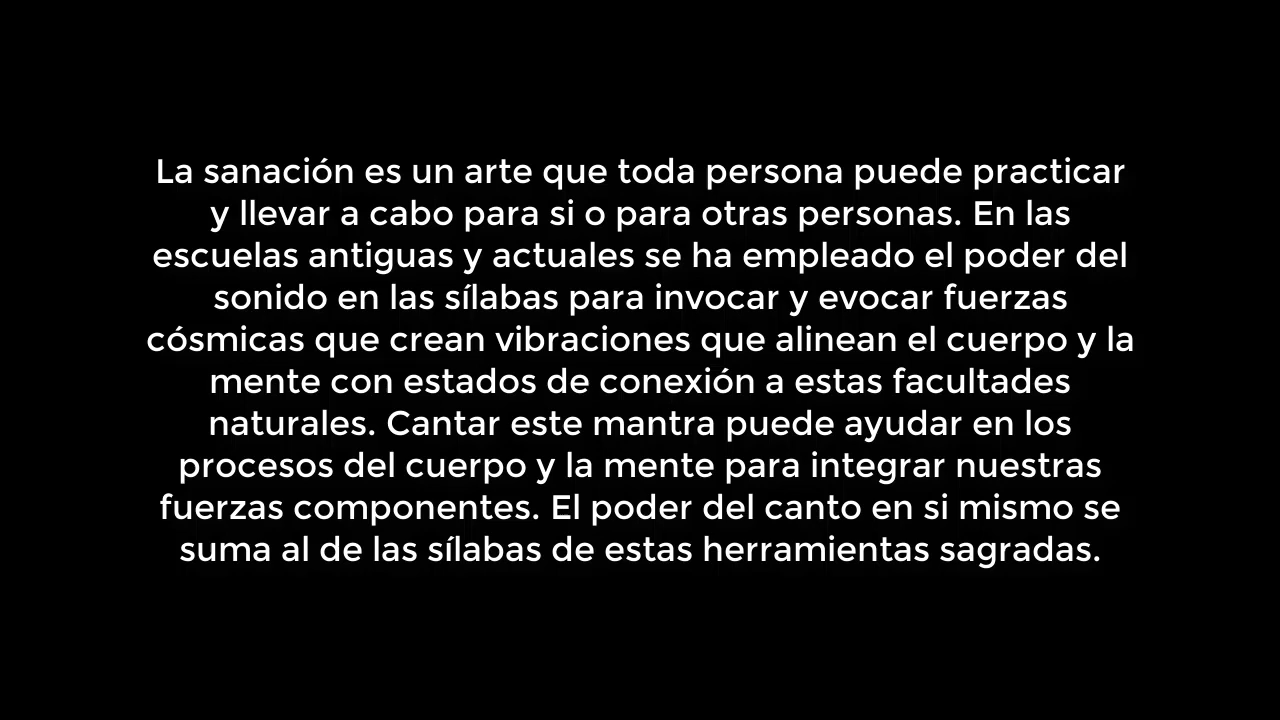 La sanación es un arte que toda persona puede practicar
y llevar a cabo para si o para otras personas. En las
escuelas antiguas y actuales se ha empleado el poder del
sonido en las sílabas para invocar y evocar fuerzas
cósmicas que crean vibraciones que alinean el cuerpo y la
mente con estados de conexión a estas facultades
naturales. Cantar este mantra puede ayudar en los
procesos del cuerpo y la mente para integrar nuestras
fuerzas componentes. El poder del canto en si mismo se
suma al de las sílabas de estas herramientas sagradas.